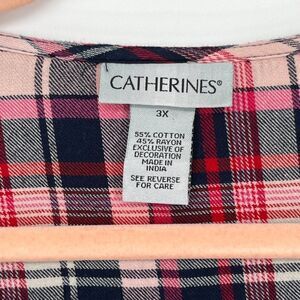 CATHERINES®
3X
55% COTTON
45% RAYON
EXCLUSIVE OF
DECORATION
MADE IN
INDIA
SEE REVERSE
FOR CARE